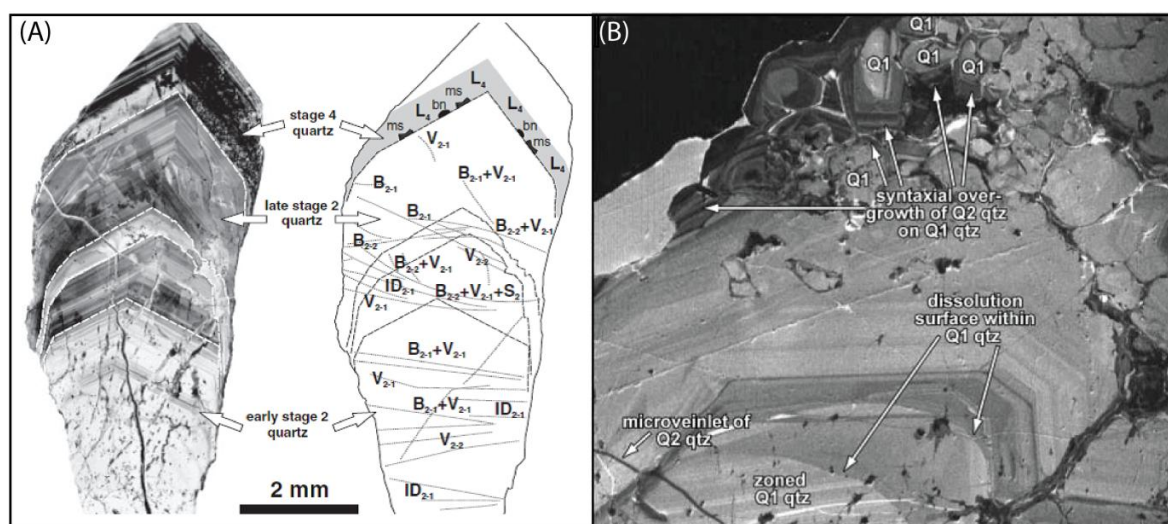 (A)
stage 4
quartz
late stage 2
quartz
early stage 2
quartz
2 mm
L4
ms
bn
L4
L4
ms
L4
bn
ms
L4
V2-1
B2-1+V2-1
B2-1
B2-1
B2-2+V2-1
B2-2
B2-2+V2-1
V2-2
ID2-1
B2-2+V2-1+S2
V2-1
B2-1+V2-1
V2-1
B2-1+V2-1
ID2-1
V2-2
ID2-1
(B)
Q1
Q1
Q1
Q1
Q1
syntaxial over-
growth of Q2 qtz
on Q1 qtz
dissolution
surface within
Q1 qtz
microveinlet of
Q2 qtz
zoned
Q1 qtz